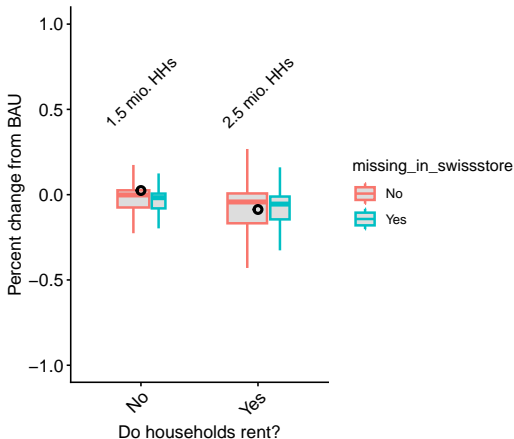 1.0
0.5
0.0
−0.5
−1.0
Percent change from BAU
1.5 mio. HHs
2.5 mio. HHs
No
Yes
Do households rent?
missing_in_swissstore
No
Yes